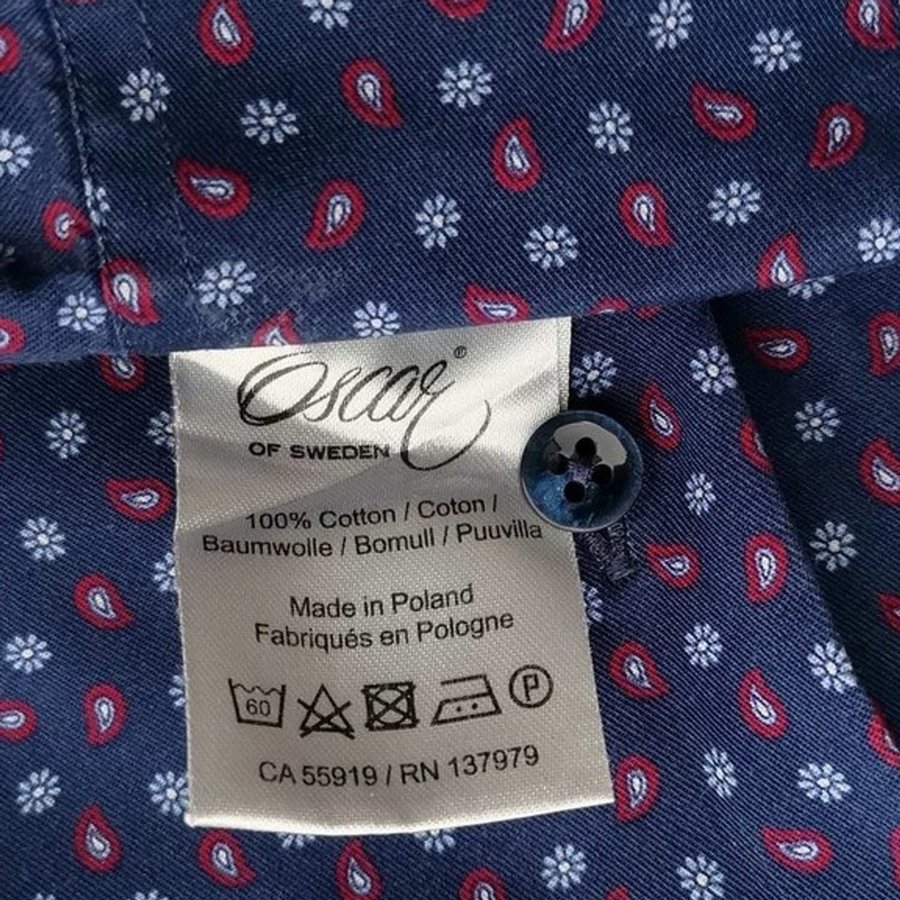 Oscar®
OF SWEDEN
100% Cotton / Coton /
Baumwolle / Bomull / Puuvilla
Made in Poland
Fabriqués en Pologne
60 P
CA 55919 / RN 137979